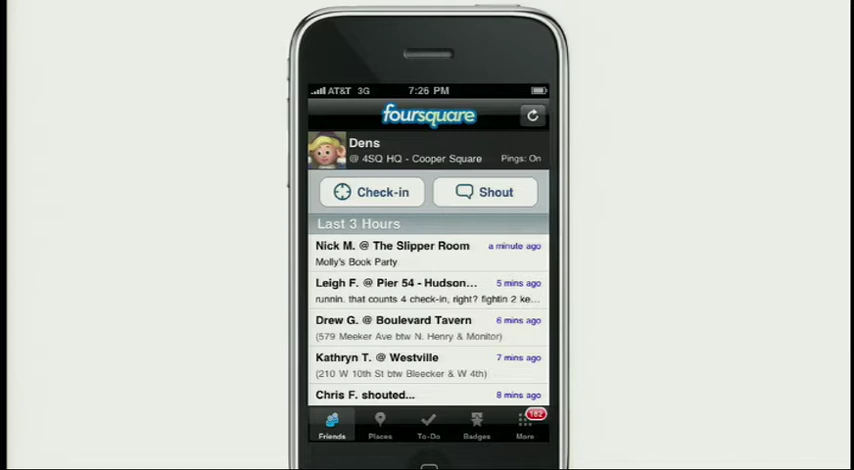 AT&T 3G 7:26 PM
foursquare
Dens
@ 4SQ HQ - Cooper Square Pings: On
Check-in Shout
Last 3 Hours
Nick M. @ The Slipper Room a minute ago
Molly's Book Party
Leigh F. @ Pier 54 - Hudson... 5 mins ago
runnin. that counts 4 check-in, right? fightin 2 ke...
Drew G. @ Boulevard Tavern 6 mins ago
(579 Meeker Ave btw N. Henry & Monitor)
Kathryn T. @ Westville 7 mins ago
(210 W 10th St btw Bleecker & W 4th)
Chris F. shouted... 8 mins ago
182
Friends Places To-Do Badges More